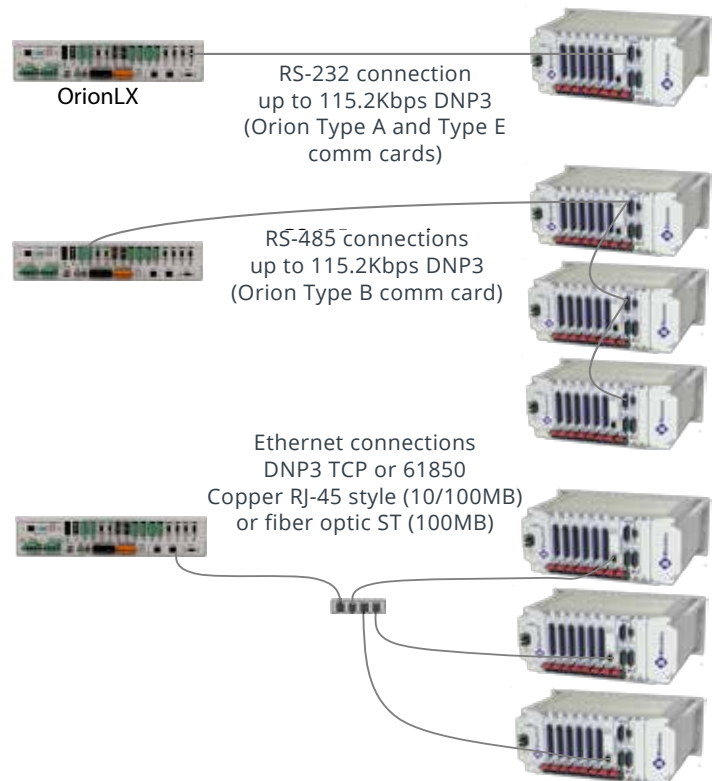 OrionLX
RS-232 connection
up to 115.2Kbps DNP3
(Orion Type A and Type E
comm cards)
RS-485 connections
up to 115.2Kbps DNP3
(Orion Type B comm card)
Ethernet connections
DNP3 TCP or 61850
Copper RJ-45 style (10/100MB)
or fiber optic ST (100MB)